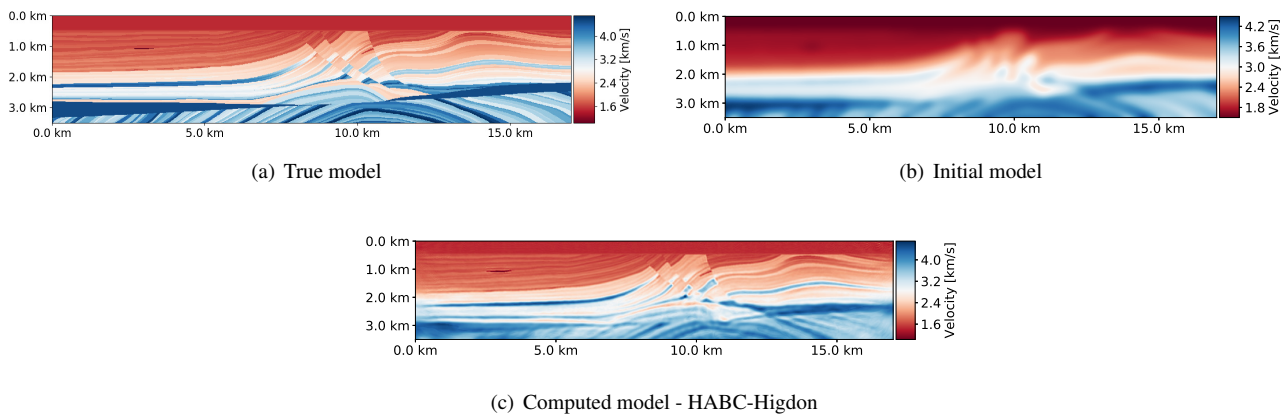 0.0 km
1.0 km
2.0 km
3.0 km
0.0 km 5.0 km 10.0 km 15.0 km
4.0
3.2
2.4
1.6
Velocity [km/s]
(a) True model
0.0 km
1.0 km
2.0 km
3.0 km
0.0 km 5.0 km 10.0 km 15.0 km
4.2
3.6
3.0
2.4
1.8
Velocity [km/s]
(b) Initial model
0.0 km
1.0 km
2.0 km
3.0 km
0.0 km 5.0 km 10.0 km 15.0 km
4.0
3.2
2.4
1.6
Velocity [km/s]
(c) Computed model - HABC-Higdon